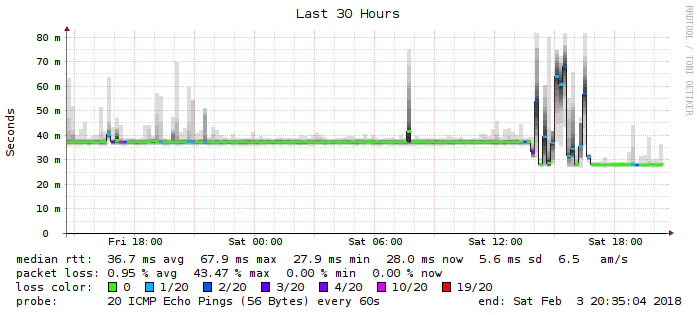 Last 30 Hours
RRDTOOL / TOBI OETIKER
Seconds
80 m
70 m
60 m
50 m
40 m
30 m
20 m
10 m
0
Fri 18:00 Sat 00:00 Sat 06:00 Sat 12:00 Sat 18:00
median rtt: 36.7 ms avg 67.9 ms max 27.9 ms min 28.0 ms now 5.6 ms sd 6.5 am/s
packet loss: 0.95 % avg 43.47 % max 0.00 % min 0.00 % now
loss color: 0 1/20 2/20 3/20 4/20 10/20 19/20
probe: 20 ICMP Echo Pings (56 Bytes) every 60s end: Sat Feb 3 20:35:04 2018